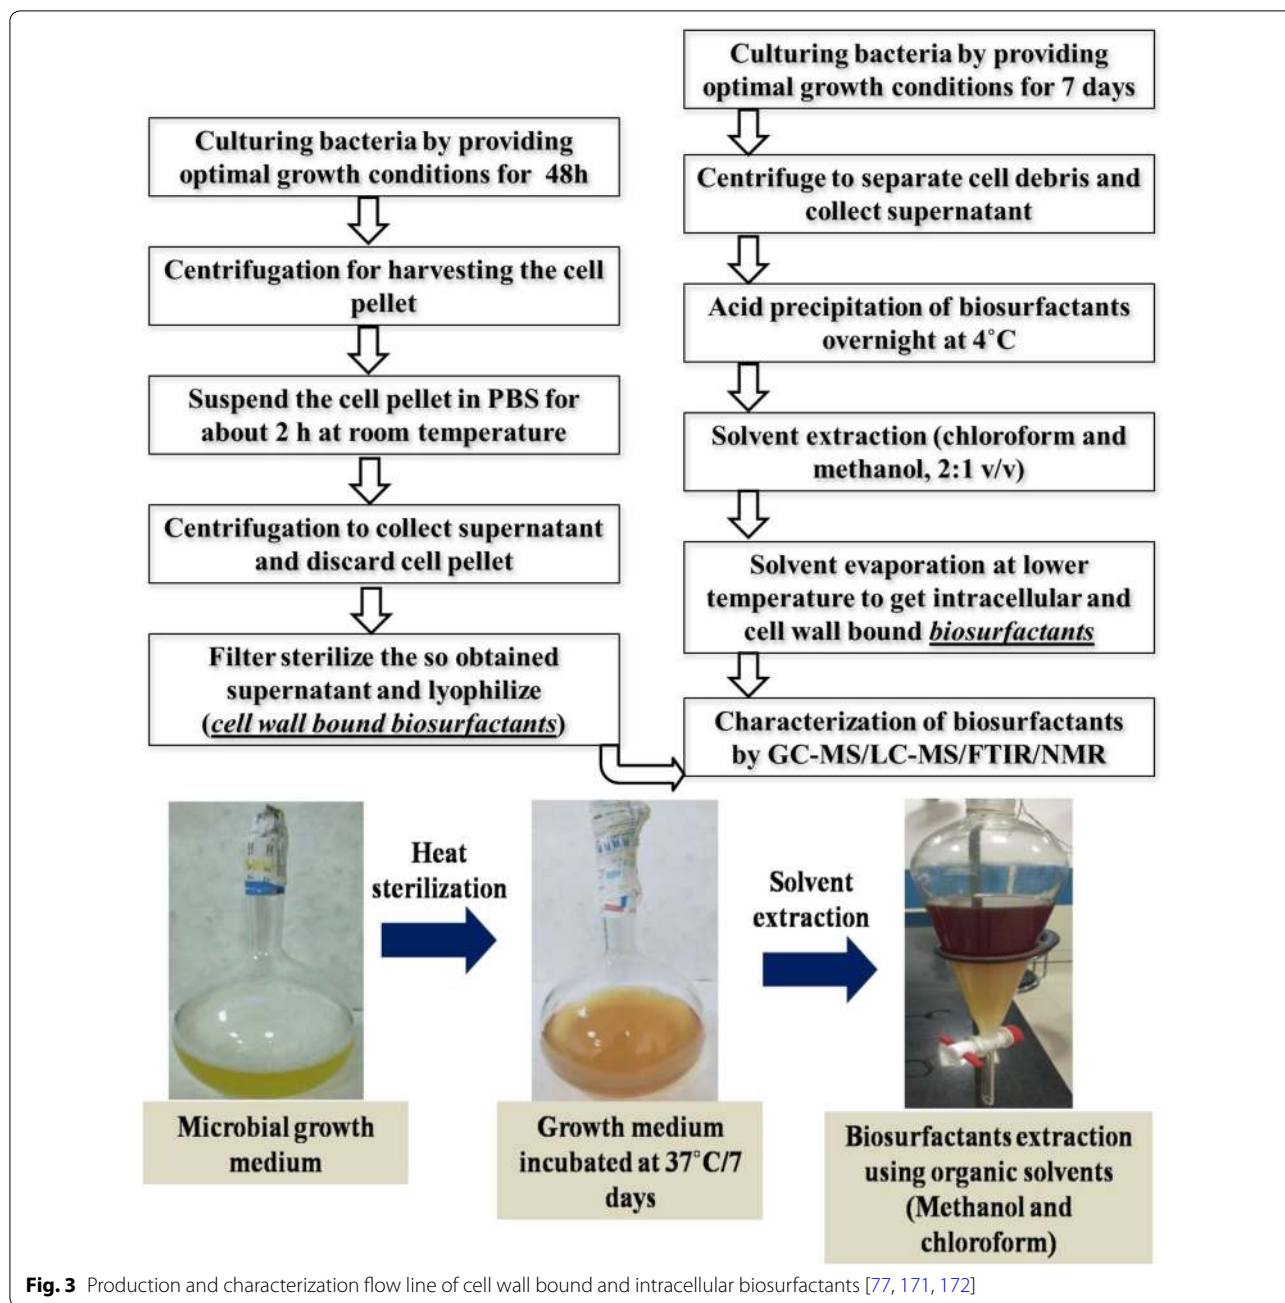 Culturing bacteria by providing
optimal growth conditions for 48h
Centrifugation for harvesting the cell
pellet
Suspend the cell pellet in PBS for
about 2 h at room temperature
Centrifugation to collect supernatant
and discard cell pellet
Filter sterilize the so obtained
supernatant and lyophilize
(cell wall bound biosurfactants)
Culturing bacteria by providing
optimal growth conditions for 7 days
Centrifuge to separate cell debris and
collect supernatant
Acid precipitation of biosurfactants
overnight at 4˚C
Solvent extraction (chloroform and
methanol, 2:1 v/v)
Solvent evaporation at lower
temperature to get intracellular and
cell wall bound biosurfactants
Characterization of biosurfactants
by GC-MS/LC-MS/FTIR/NMR
Heat
sterilization
Solvent
extraction
Microbial growth
medium
Growth medium
incubated at 37˚C/7
days
Biosurfactants extraction
using organic solvents
(Methanol and
chloroform)
Fig. 3 Production and characterization flow line of cell wall bound and intracellular biosurfactants [77, 171, 172]